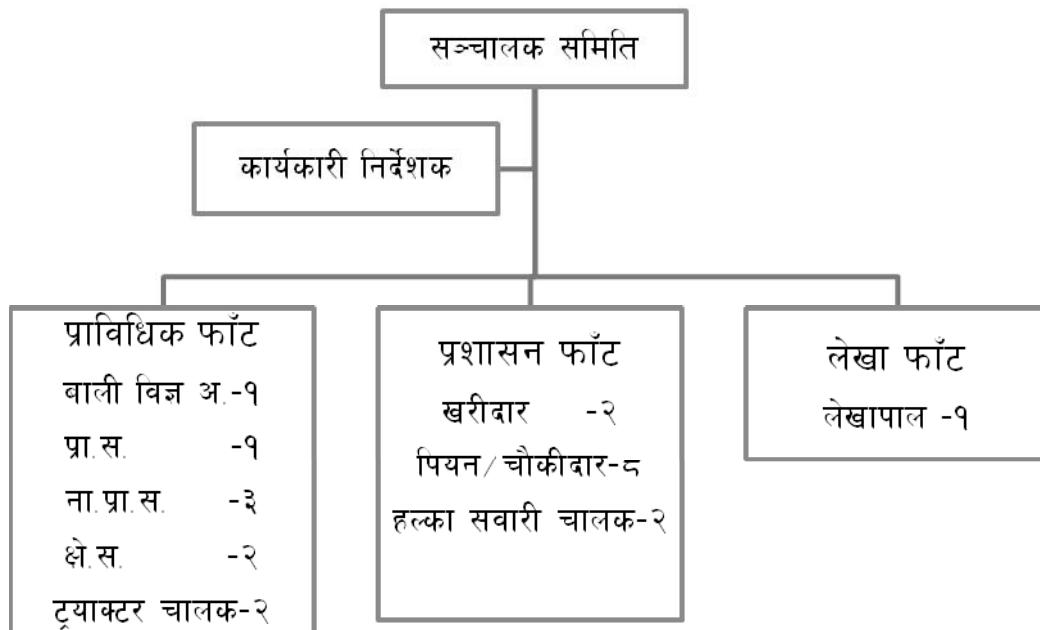 सञ्चालक समिति
कार्यकारी निर्देशक
प्राविधिक फाँट
बाली विज्ञ अ.-१
प्रा.स. -१
ना.प्रा.स. -३
क्षे.स. -२
ट्रयाक्टर चालक-२
प्रशासन फाँट
खरीदार -२
पियन/चौकीदार-८
हल्का सवारी चालक-२
लेखा फाँट
लेखापाल -१